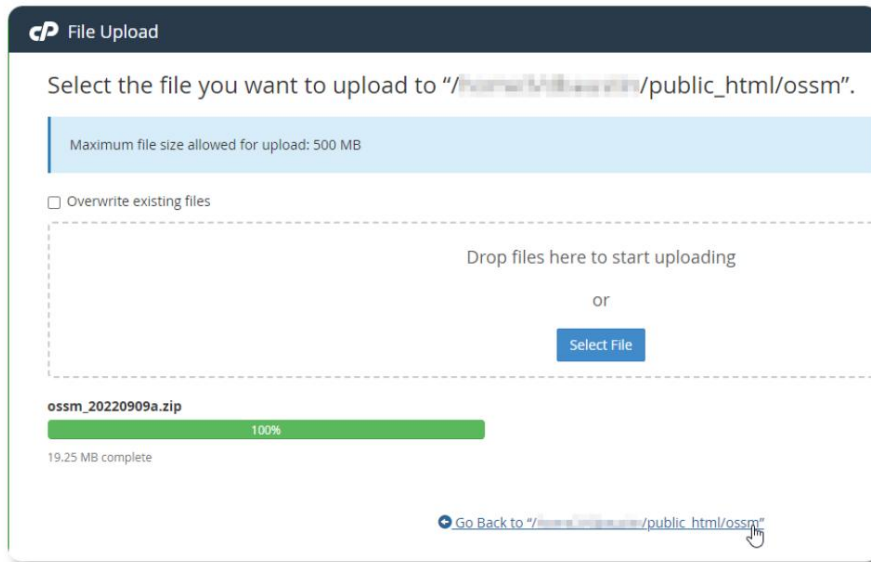 cP File Upload
Select the file you want to upload to “/ /public_html/ossm”.
Maximum file size allowed for upload: 500 MB
Overwrite existing files
Drop files here to start uploading
or
Select File
ossm_20220909a.zip
100%
19.25 MB complete
Go Back to “/ /public_html/ossm”